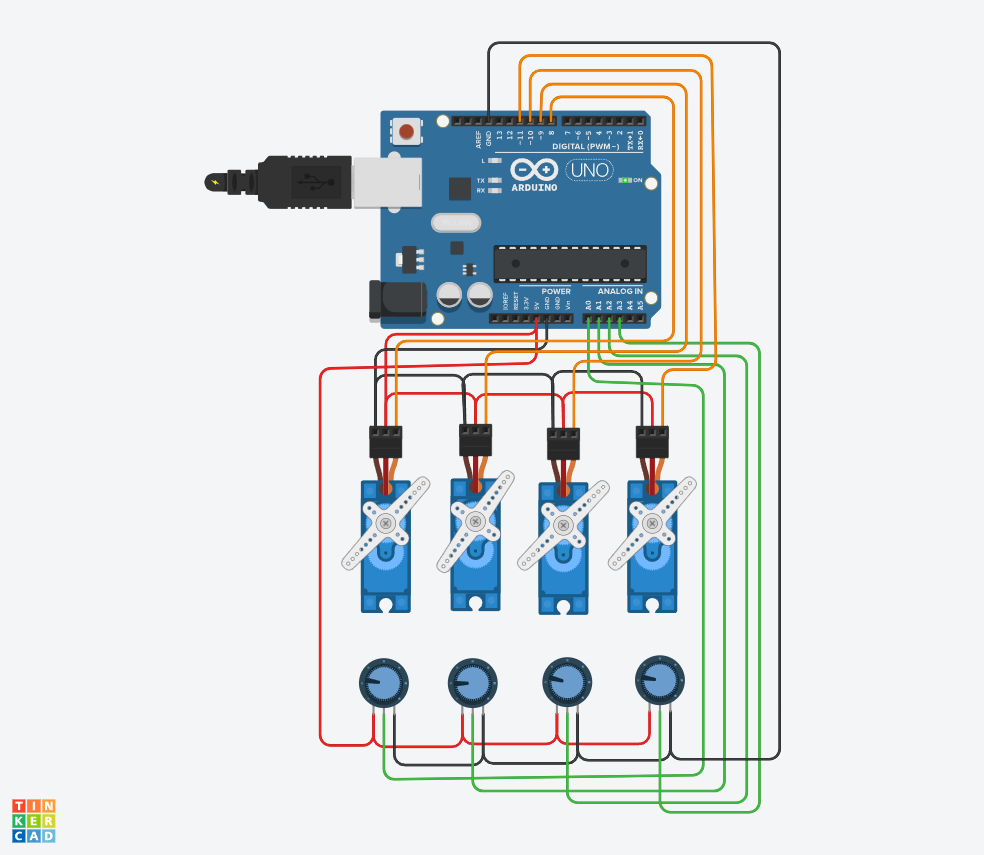 AREF
GND
13
12
~11
~10
~9
8
7
~6
~5
4
~3
2
TX→1
RX←0
DIGITAL (PWM~)
L
TX
RX
ARDUINO
UNO
ON
POWER
ANALOG IN
IOREF
RESET
3.3V
5V
GND
GND
Vin
A0
A1
A2
A3
A4
A5
TIN
KER
CAD